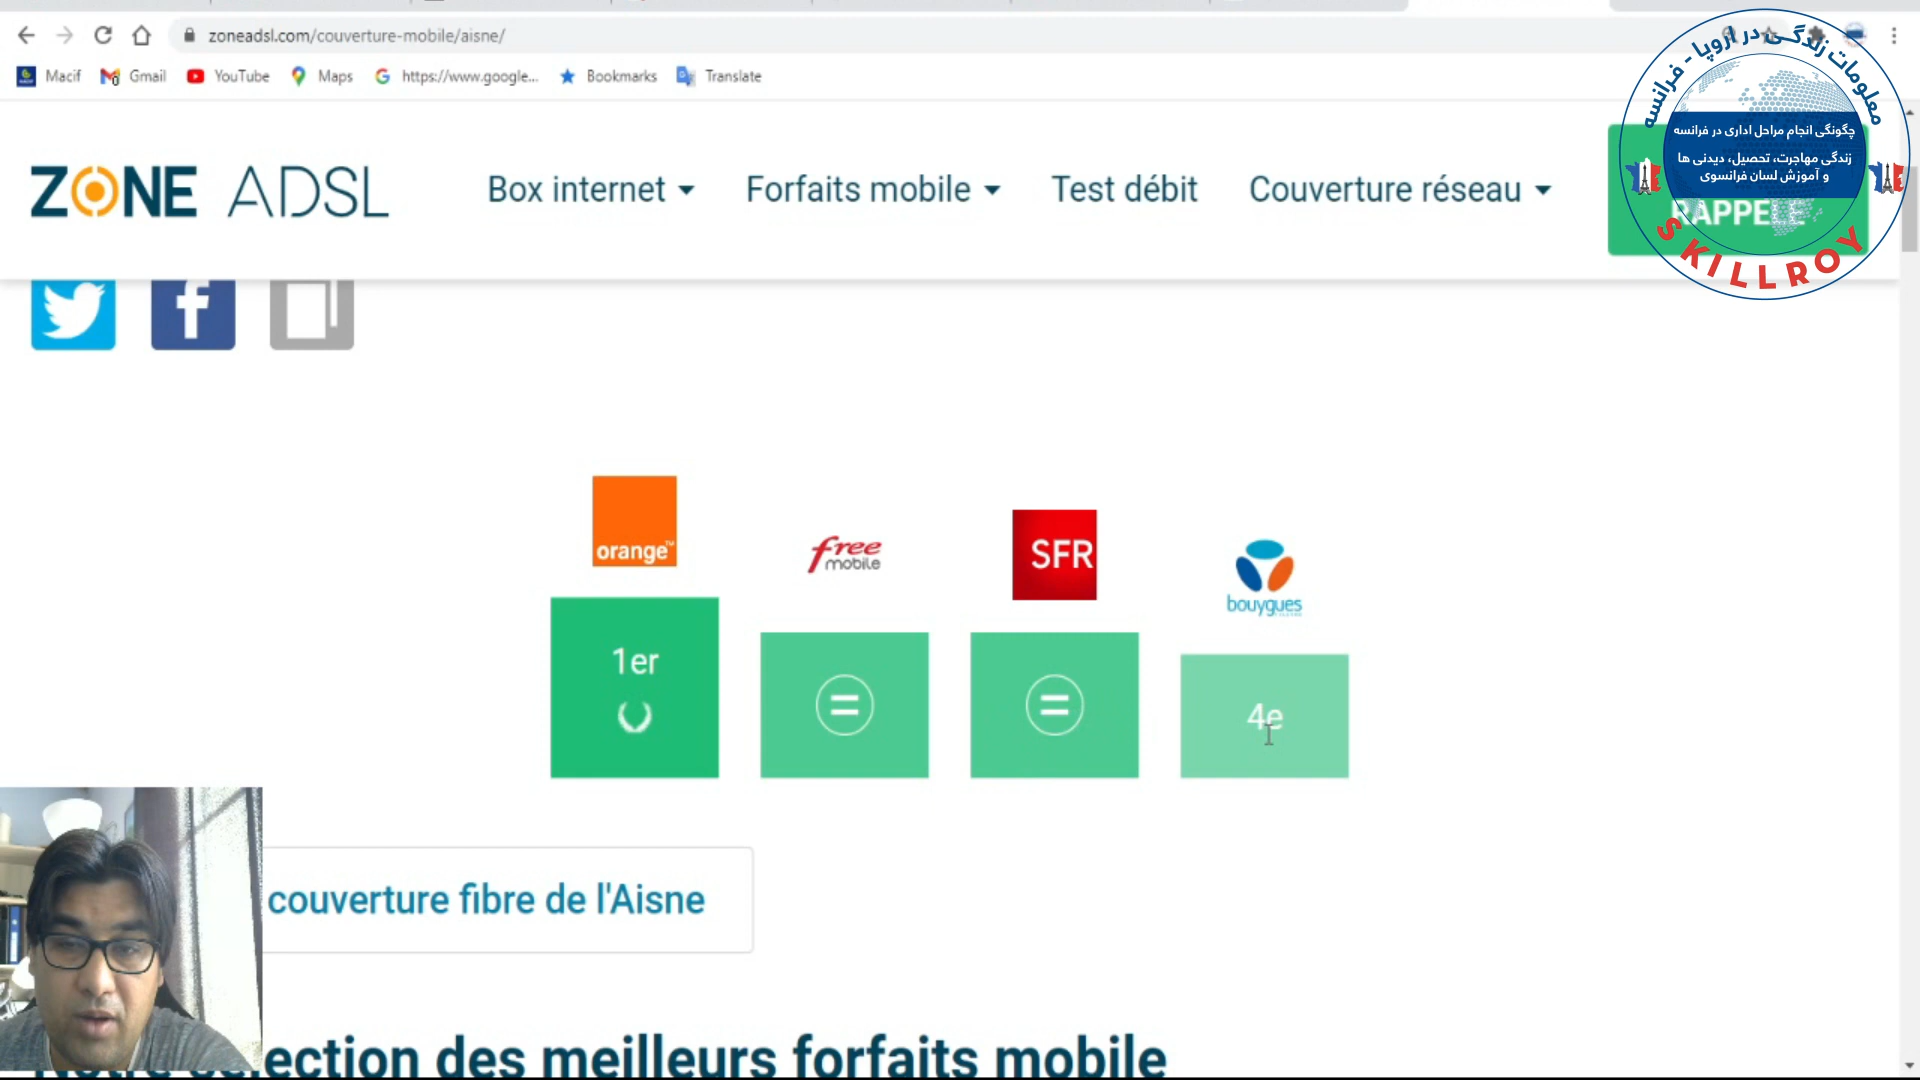 zoneadsl.com/couverture-mobile/aisne/
Macif Gmail YouTube Maps https://www.google... Bookmarks Translate
معلومات زندگی در اروپا - فرانسه
چگونگی انجام مراحل اداری در فرانسه
زندگی مهاجرت، تحصیل، دیدنی ها
و آموزش لسان فرانسوی
SKILLROY
ZONE ADSL Box internet Forfaits mobile Test débit Couverture réseau
orange™ free mobile SFR bouygues
1er = = 4e
couverture fibre de l'Aisne
Notre sélection des meilleurs forfaits mobile